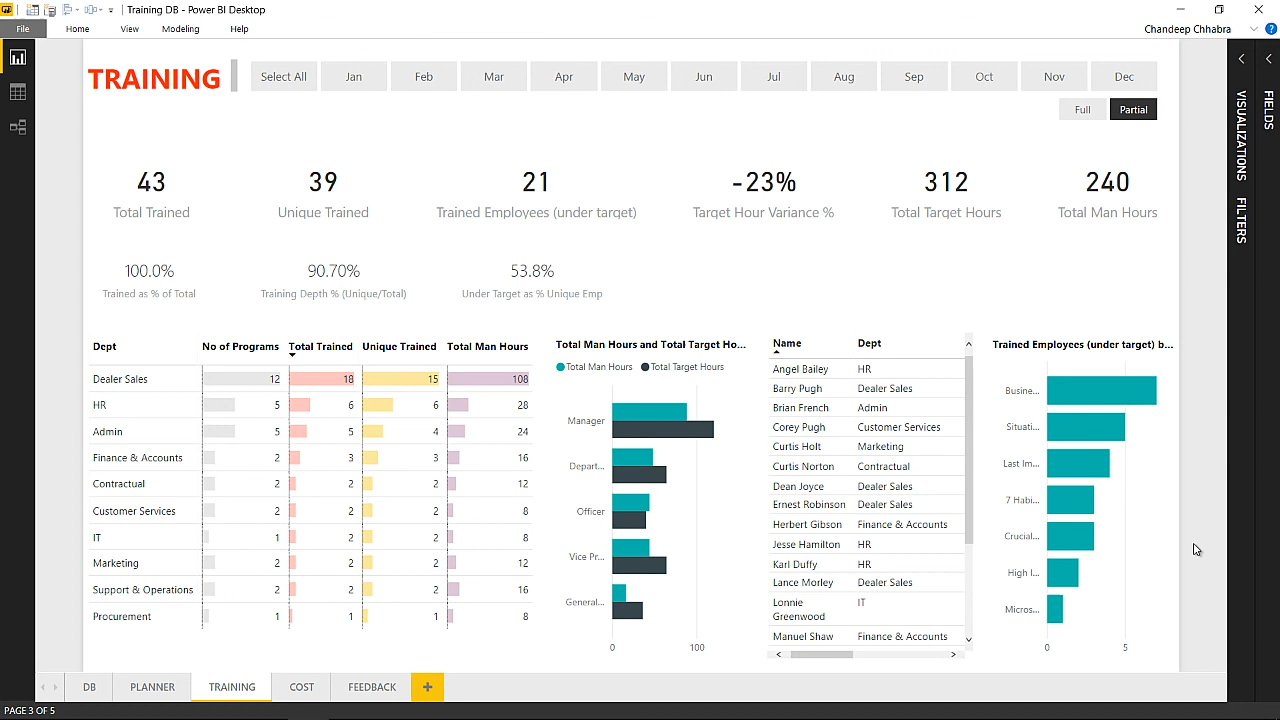 Training DB - Power BI Desktop
File Home View Modeling Help Chandeep Chhabra ?
TRAINING Select All Jan Feb Mar Apr May Jun Jul Aug Sep Oct Nov Dec
Full Partial
43 39 21 -23% 312 240
Total Trained Unique Trained Trained Employees (under target) Target Hour Variance % Total Target Hours Total Man Hours
100.0% 90.70% 53.8%
Trained as % of Total Training Depth % (Unique/Total) Under Target as % Unique Emp
Dept No of Programs Total Trained Unique Trained Total Man Hours
Dealer Sales 12 18 15 108
HR 5 6 6 28
Admin 5 5 4 24
Finance & Accounts 2 3 3 16
Contractual 2 2 2 12
Customer Services 2 2 2 8
IT 1 2 2 8
Marketing 2 2 2 12
Support & Operations 2 2 2 16
Procurement 1 1 1 8
Total Man Hours and Total Target Ho...
Total Man Hours Total Target Hours
Manager
Depart...
Officer
Vice Pr...
General...
0 100
Name Dept
Angel Bailey HR
Barry Pugh Dealer Sales
Brian French Admin
Corey Pugh Customer Services
Curtis Holt Marketing
Curtis Norton Contractual
Dean Joyce Dealer Sales
Ernest Robinson Dealer Sales
Herbert Gibson Finance & Accounts
Jesse Hamilton HR
Karl Duffy HR
Lance Morley Dealer Sales
Lonnie IT
Greenwood
Manuel Shaw Finance & Accounts
Trained Employees (under target) b...
Busine...
Situati...
Last Im...
7 Habi...
Crucial...
High I...
Micros...
0 5
VISUALIZATIONS
FILTERS
FIELDS
DB PLANNER TRAINING COST FEEDBACK +
PAGE 3 OF 5